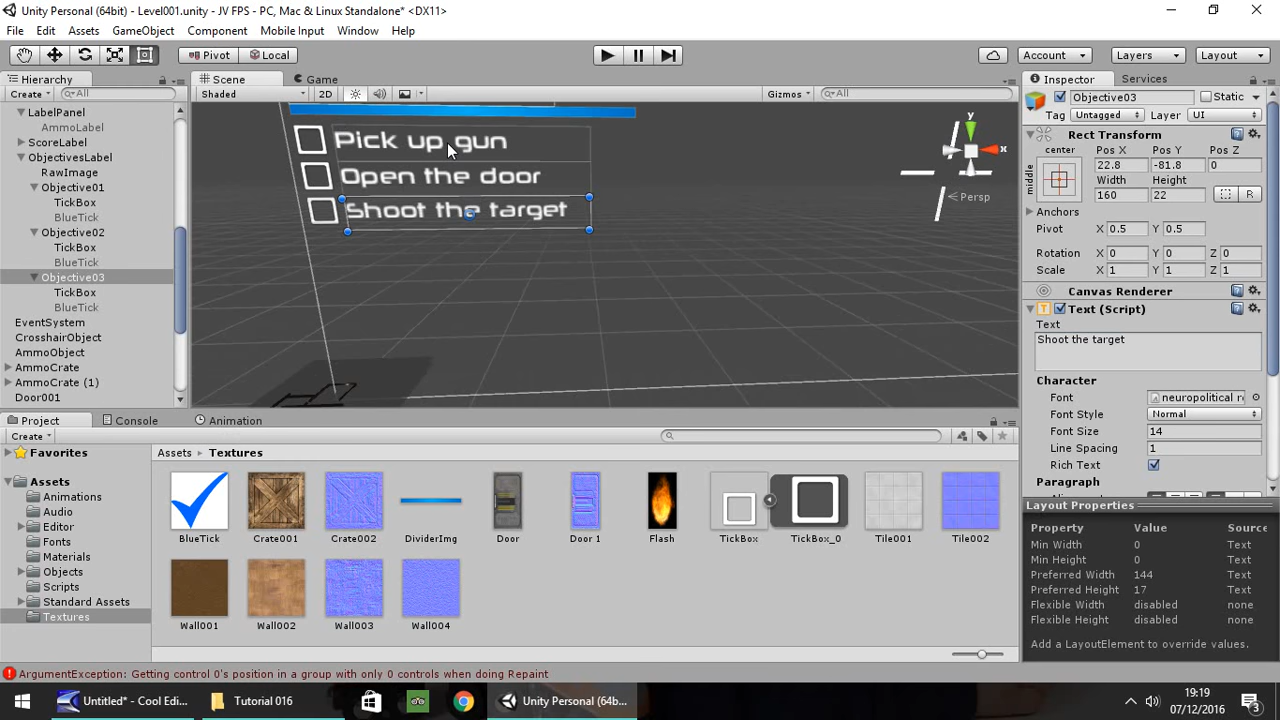 Unity Personal (64bit) - Level001.unity - JV FPS - PC, Mac & Linux Standalone* <DX11>
File Edit Assets GameObject Component Mobile Input Window Help
Pivot Local Account Layers Layout
Hierarchy
Create All
LabelPanel
AmmoLabel
ScoreLabel
ObjectivesLabel
RawImage
Objective01
TickBox
BlueTick
Objective02
TickBox
BlueTick
Objective03
TickBox
BlueTick
EventSystem
CrosshairObject
AmmoObject
AmmoCrate
AmmoCrate (1)
Door001
Scene Game
Shaded 2D Gizmos All
Pick up gun
Open the door
Shoot the target
y
x
Persp
Inspector Services
Objective03 Static
Tag Untagged Layer UI
Rect Transform
center Pos X Pos Y Pos Z
22.8 -81.8 0
Width Height
160 22 R
Anchors
Pivot X 0.5 Y 0.5
Rotation X 0 Y 0 Z 0
Scale X 1 Y 1 Z 1
Canvas Renderer
Text (Script)
Text
Shoot the target
Character
Font neuropolitical r
Font Style Normal
Font Size 14
Line Spacing 1
Rich Text
Paragraph
Layout Properties
Property Value Source
Min Width 0 Text
Min Height 0 Text
Preferred Width 144 Text
Preferred Height 17 Text
Flexible Width disabled none
Flexible Height disabled none
Add a LayoutElement to override values.
Project Console Animation
Create
Favorites
Assets
Animations
Audio
Editor
Fonts
Materials
Objects
Scripts
Standard Assets
Textures
Assets Textures
BlueTick Crate001 Crate002 DividerImg Door Door 1 Flash TickBox TickBox_0 Tile001 Tile002
Wall001 Wall002 Wall003 Wall004
ArgumentException: Getting control 0's position in a group with only 0 controls when doing Repaint
Untitled* - Cool Edi... Tutorial 016 Unity Personal (64b... 19:19
07/12/2016
3